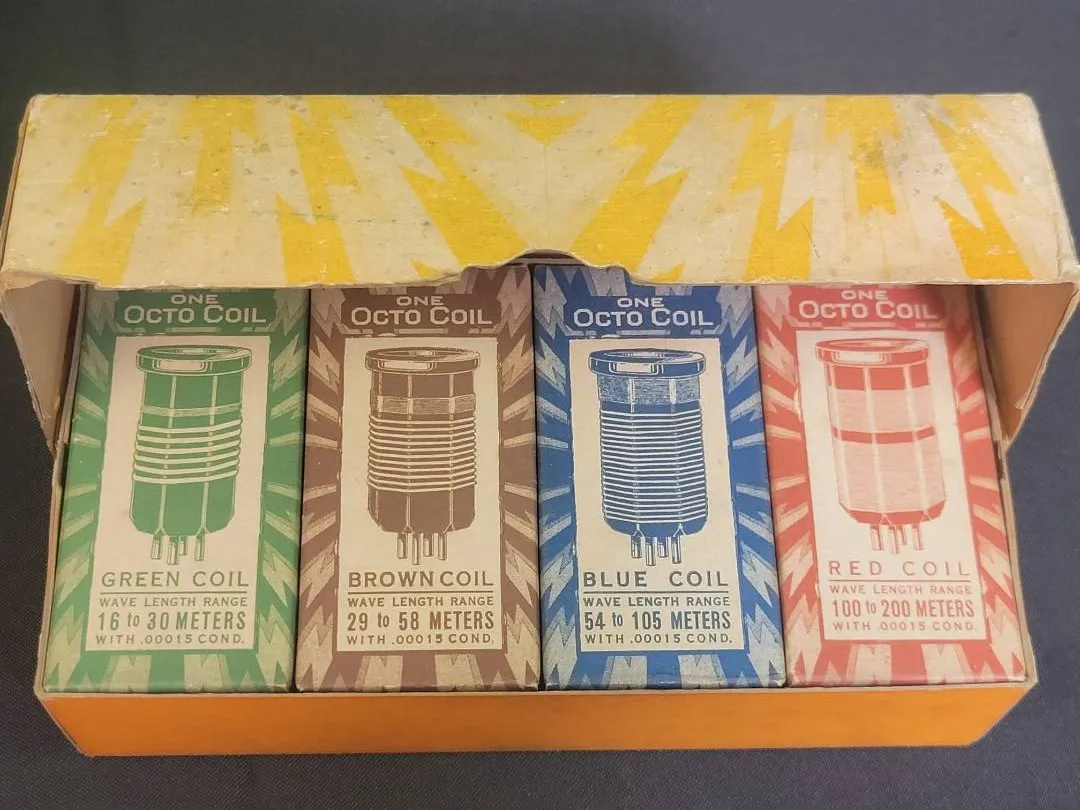 ONE
OCTO COIL
GREEN COIL
WAVE LENGTH RANGE
16 to 30 METERS
WITH .00015 COND.
ONE
OCTO COIL
BROWN COIL
WAVE LENGTH RANGE
29 to 58 METERS
WITH .00015 COND.
ONE
OCTO COIL
BLUE COIL
WAVE LENGTH RANGE
54 to 105 METERS
WITH .00015 COND.
ONE
OCTO COIL
RED COIL
WAVE LENGTH RANGE
100 to 200 METERS
WITH .00015 COND.